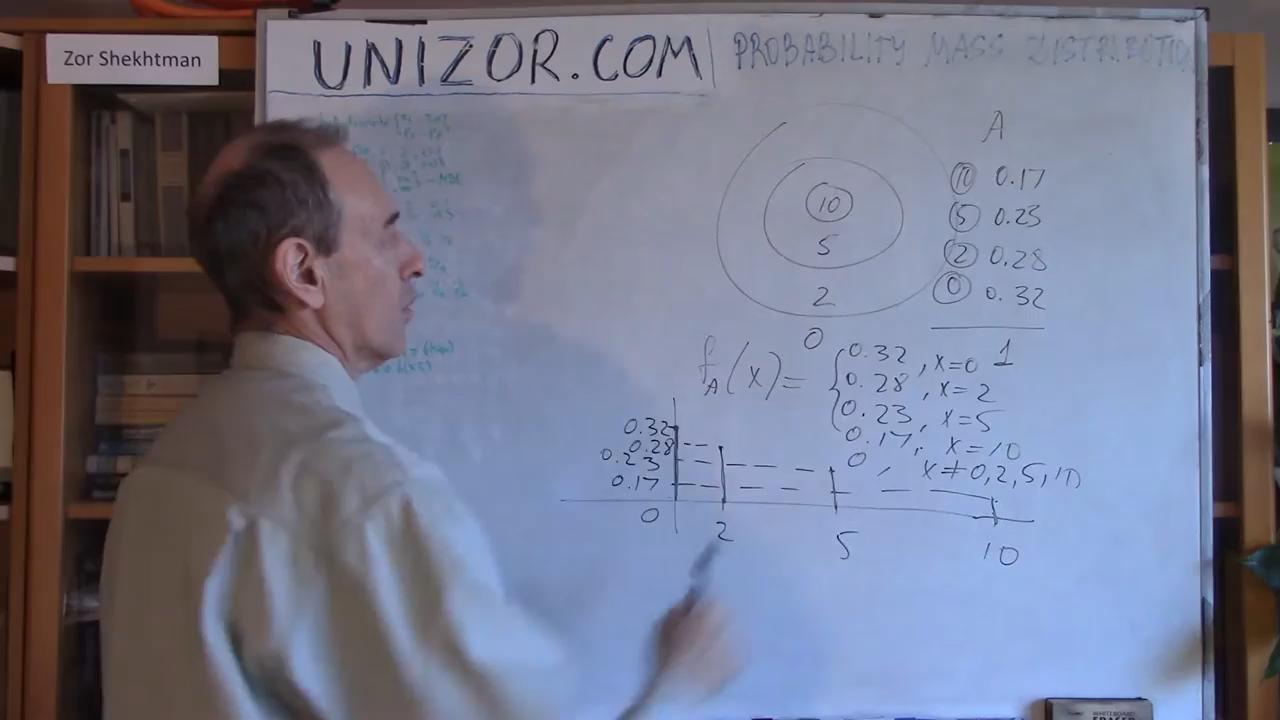 Zor Shekhtman
UNIZOR.COM
PROBABILITY MASS DISTRIBUTION
A
10 0.17
5 0.23
2 0.28
0 0.32
1
10
5
2
0
f_A(x)=
0.32, x=0
0.28, x=2
0.23, x=5
0.17, x=10
0, x≠0,2,5,10
0.32
0.28
0.23
0.17
0
2
5
10
WHITEBOARD
ERASER